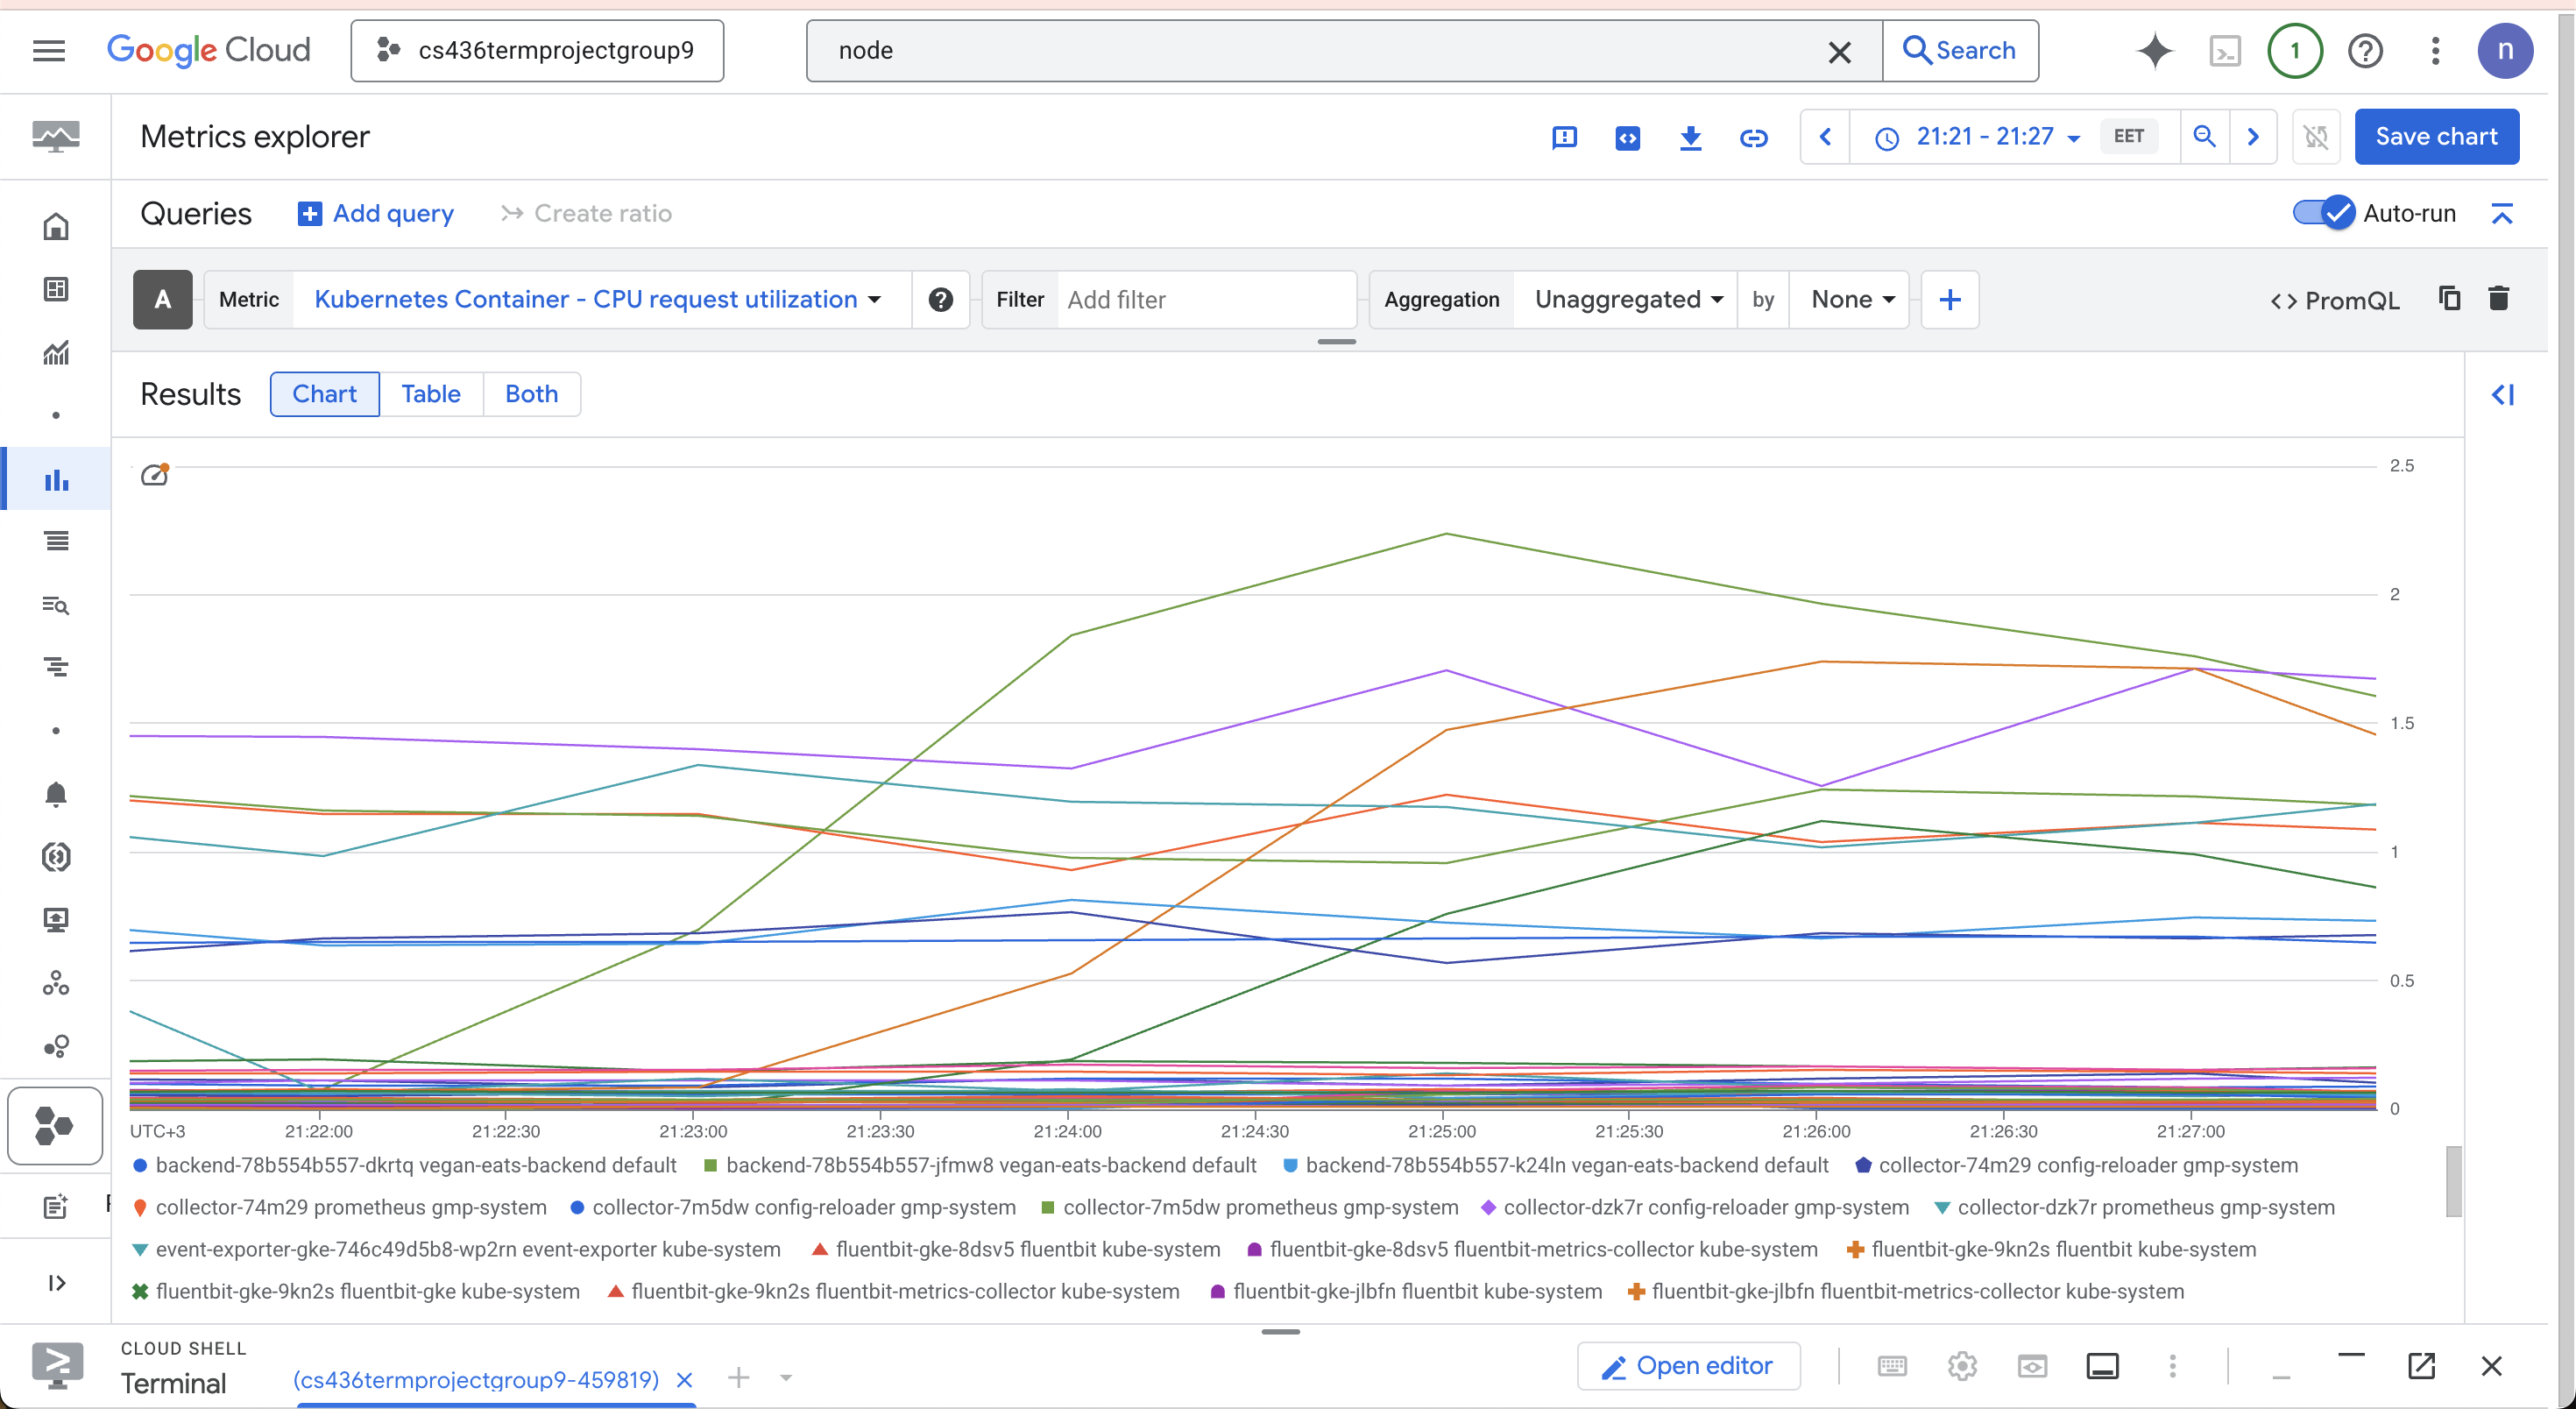 Google Cloud
cs436termprojectgroup9
node
Search
1
n
Metrics explorer
21:21 - 21:27
EET
Save chart
Queries
Add query
Create ratio
Auto-run
A
Metric
Kubernetes Container - CPU request utilization
Filter
Add filter
Aggregation
Unaggregated
by
None
<> PromQL
Results
Chart
Table
Both
2.5
2
1.5
1
0.5
0
UTC+3
21:22:00
21:22:30
21:23:00
21:23:30
21:24:00
21:24:30
21:25:00
21:25:30
21:26:00
21:26:30
21:27:00
backend-78b554b557-dkrtq vegan-eats-backend default
backend-78b554b557-jfmw8 vegan-eats-backend default
backend-78b554b557-k24ln vegan-eats-backend default
collector-74m29 config-reloader gmp-system
collector-74m29 prometheus gmp-system
collector-7m5dw config-reloader gmp-system
collector-7m5dw prometheus gmp-system
collector-dzk7r config-reloader gmp-system
collector-dzk7r prometheus gmp-system
event-exporter-gke-746c49d5b8-wp2rn event-exporter kube-system
fluentbit-gke-8dsv5 fluentbit kube-system
fluentbit-gke-8dsv5 fluentbit-metrics-collector kube-system
fluentbit-gke-9kn2s fluentbit kube-system
fluentbit-gke-9kn2s fluentbit-gke kube-system
fluentbit-gke-9kn2s fluentbit-metrics-collector kube-system
fluentbit-gke-jlbfn fluentbit kube-system
fluentbit-gke-jlbfn fluentbit-metrics-collector kube-system
CLOUD SHELL
Terminal
(cs436termprojectgroup9-459819)
Open editor